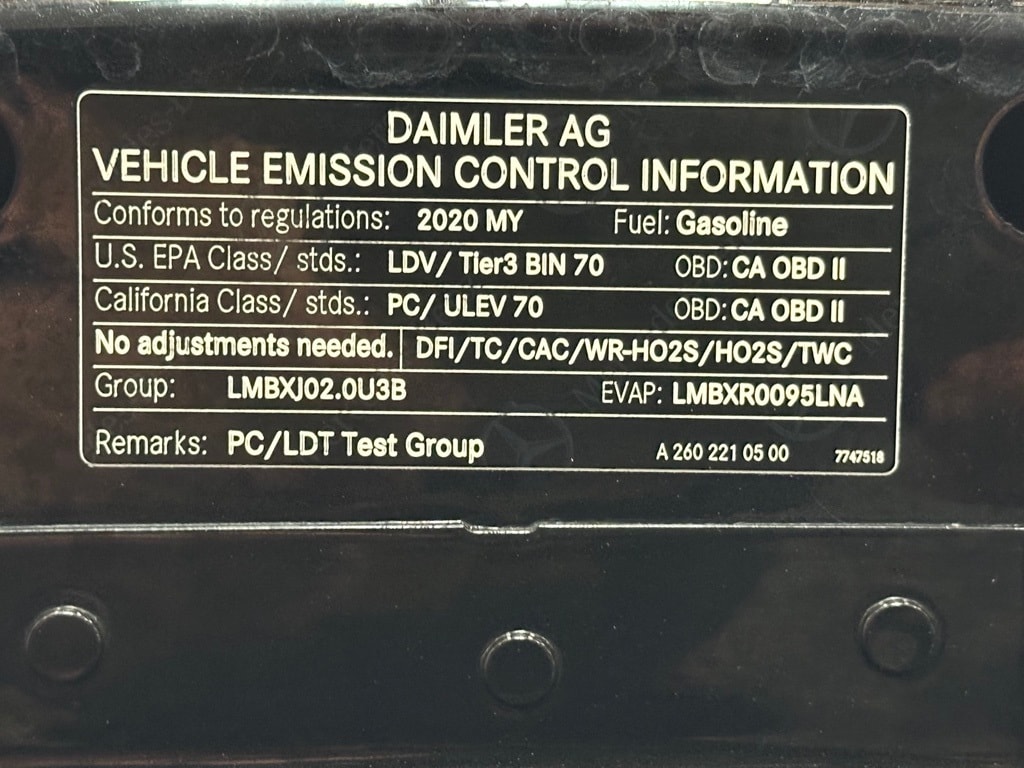 DAIMLER AG
VEHICLE EMISSION CONTROL INFORMATION
Conforms to regulations: 2020 MY Fuel: Gasoline
U.S. EPA Class/ stds.: LDV/ Tier3 BIN 70 OBD: CA OBD II
California Class/ stds.: PC/ ULEV 70 OBD: CA OBD II
No adjustments needed. DFI/TC/CAC/WR-HO2S/HO2S/TWC
Group: LMBXJ02.0U3B EVAP: LMBXR0095LNA
Remarks: PC/LDT Test Group A 260 221 05 00 7747518